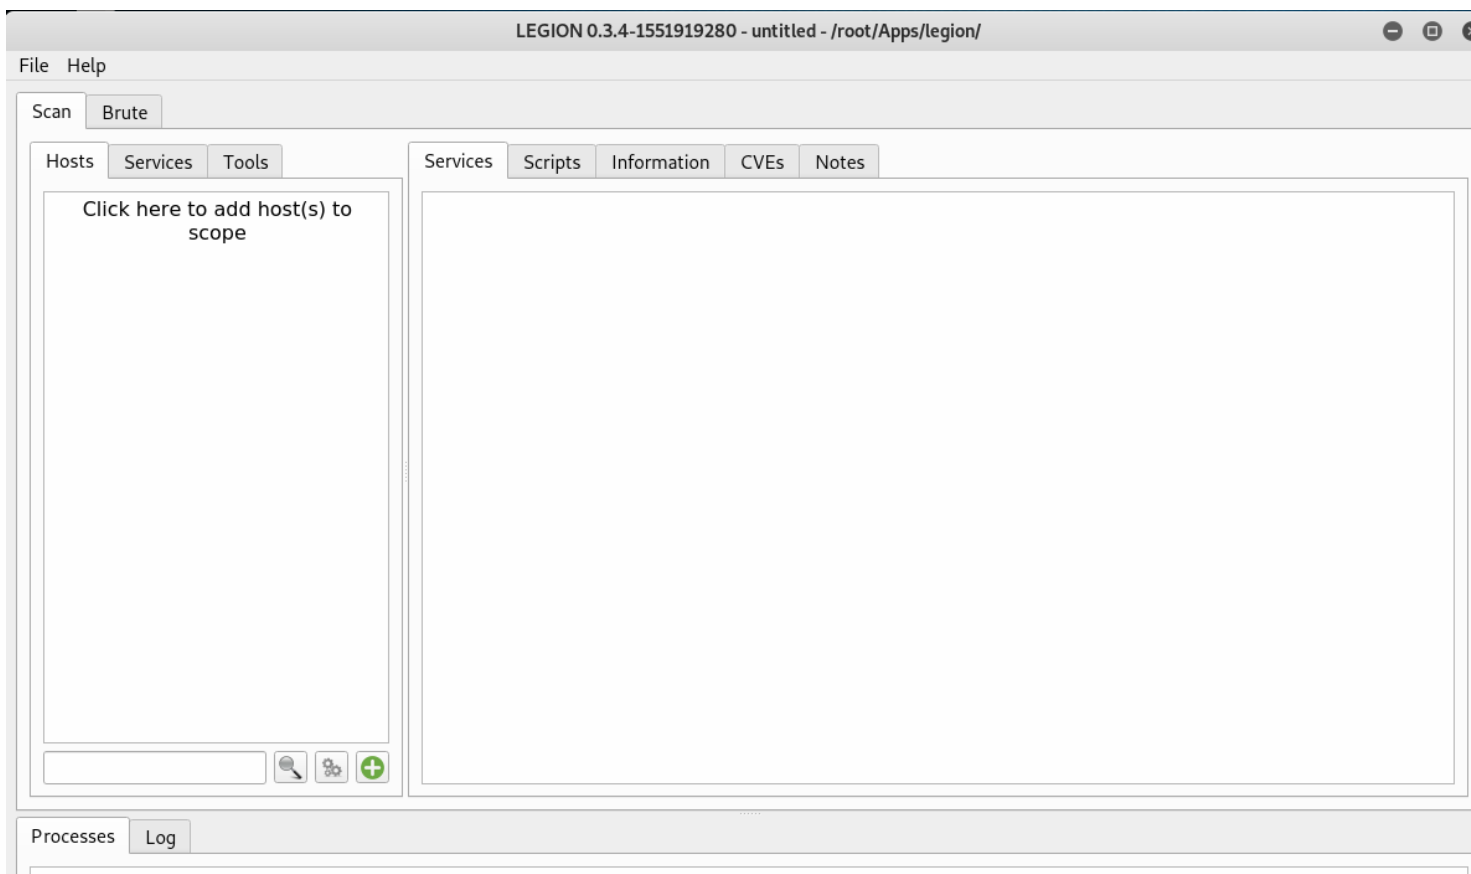 LEGION 0.3.4-1551919280 - untitled - /root/Apps/legion/
File Help
Scan Brute
Hosts Services Tools
Services Scripts Information CVEs Notes
Click here to add host(s) to
scope
Processes Log